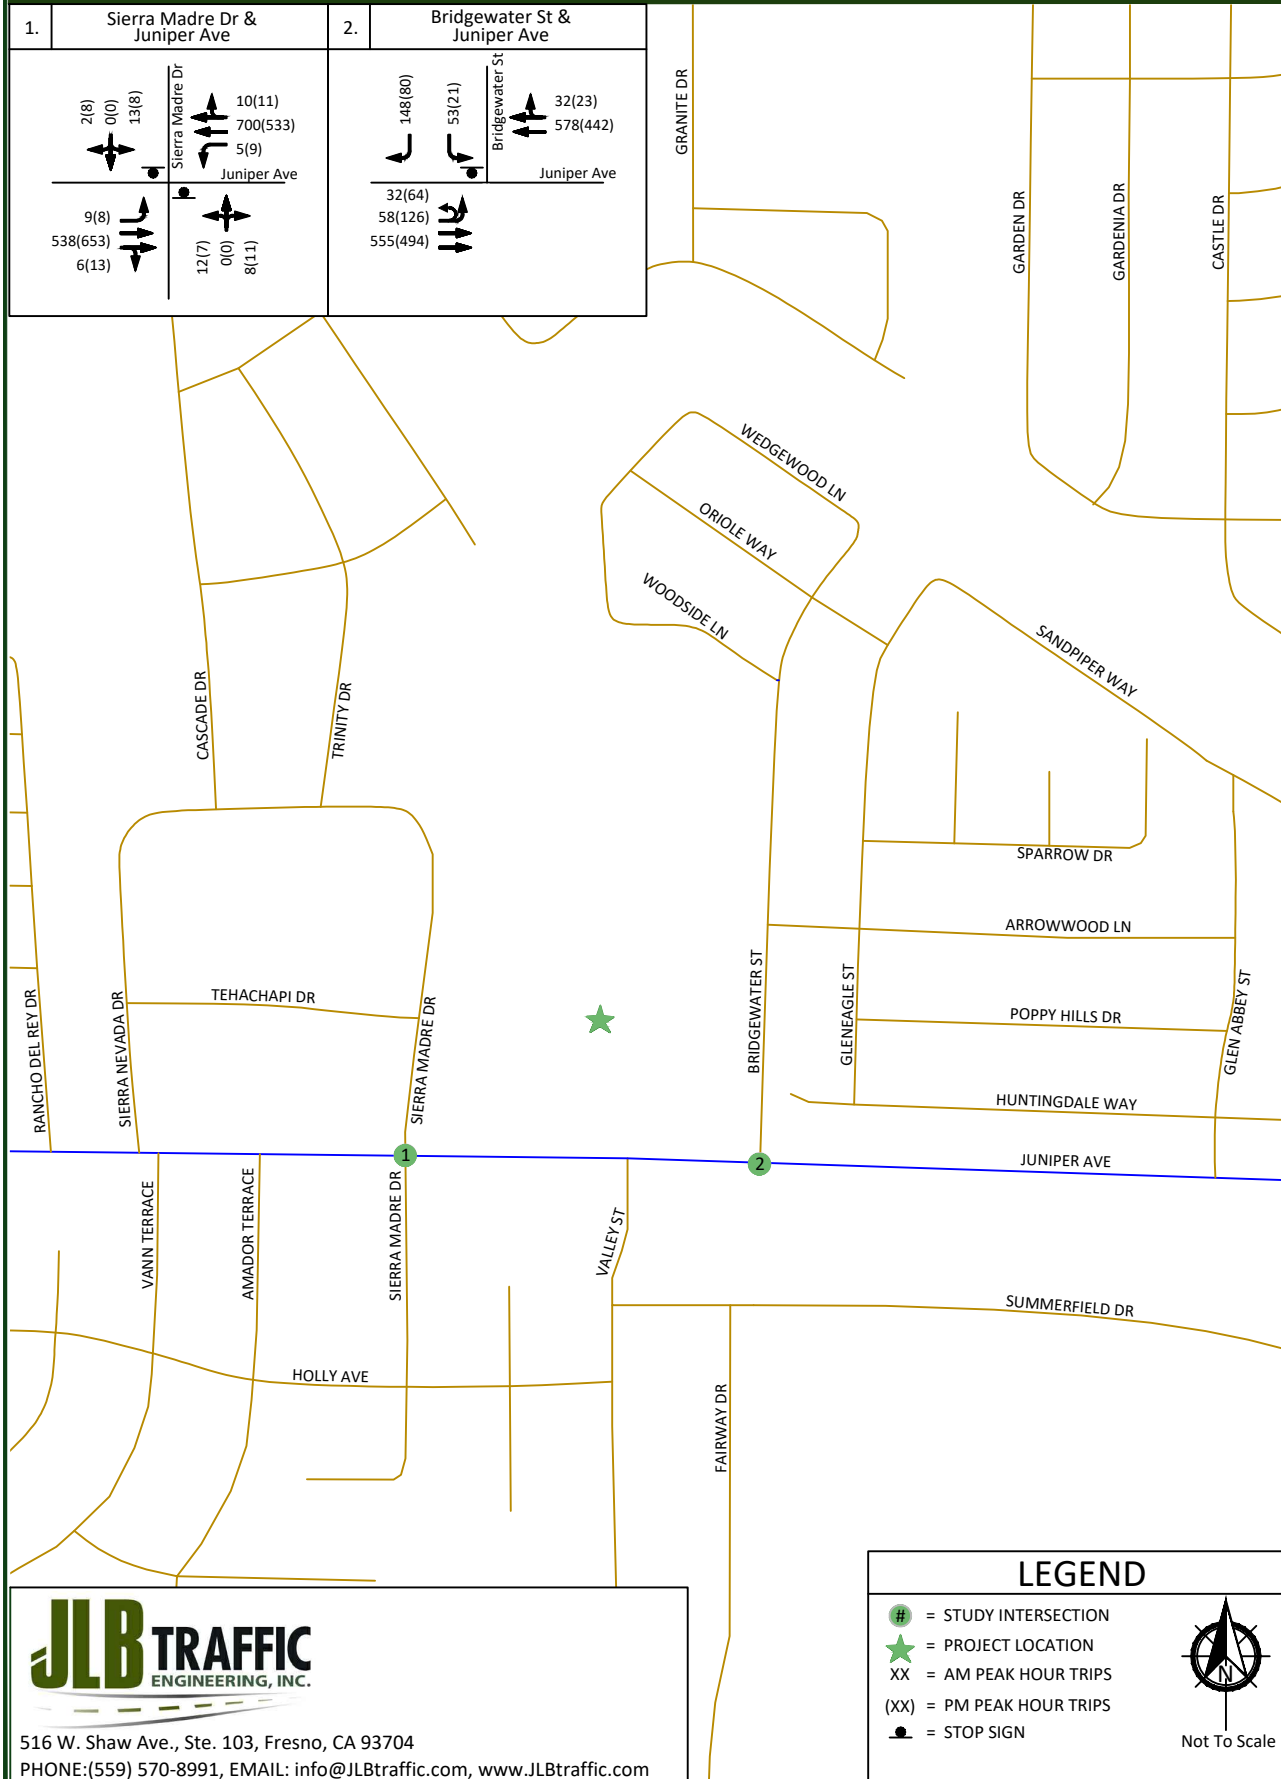 1.
Sierra Madre Dr &
Juniper Ave
2.
Bridgewater St &
Juniper Ave
2(8)
0(0)
13(8)
Sierra Madre Dr
10(11)
700(533)
5(9)
Juniper Ave
9(8)
538(653)
6(13)
12(7)
0(0)
8(11)
148(80)
53(21)
Bridgewater St
32(23)
578(442)
Juniper Ave
32(64)
58(126)
555(494)
GRANITE DR
GARDEN DR
GARDENIA DR
CASTLE DR
WEDGEWOOD LN
ORIOLE WAY
WOODSIDE LN
SANDPIPER WAY
CASCADE DR
TRINITY DR
SPARROW DR
ARROWWOOD LN
TEHACHAPI DR
POPPY HILLS DR
RANCHO DEL REY DR
SIERRA NEVADA DR
SIERRA MADRE DR
BRIDGEWATER ST
GLENEAGLE ST
GLEN ABBEY ST
HUNTINGDALE WAY
1
2
JUNIPER AVE
VANN TERRACE
AMADOR TERRACE
SIERRA MADRE DR
VALLEY ST
SUMMERFIELD DR
HOLLY AVE
FAIRWAY DR
LEGEND
# = STUDY INTERSECTION
= PROJECT LOCATION
XX = AM PEAK HOUR TRIPS
(XX) = PM PEAK HOUR TRIPS
= STOP SIGN
N
Not To Scale
JLB TRAFFIC
ENGINEERING, INC.
516 W. Shaw Ave., Ste. 103, Fresno, CA 93704
PHONE:(559) 570-8991, EMAIL: info@JLBtraffic.com, www.JLBtraffic.com